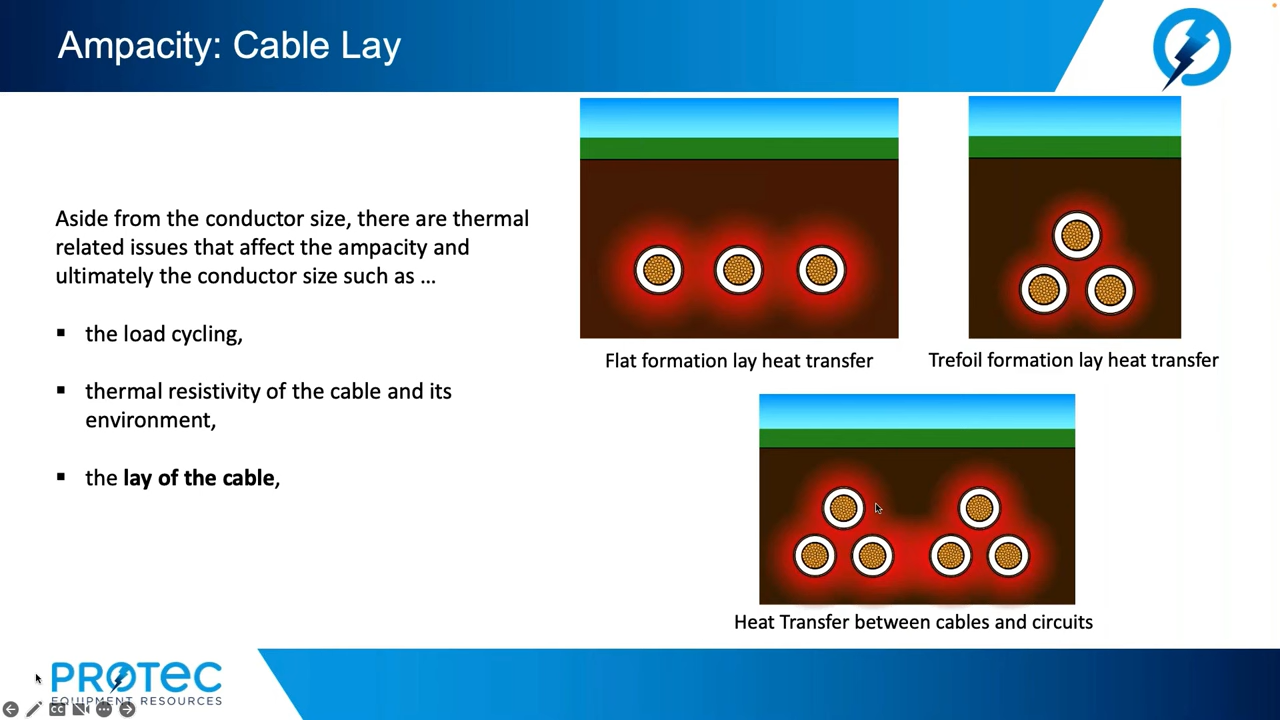 Ampacity: Cable Lay
Aside from the conductor size, there are thermal
related issues that affect the ampacity and
ultimately the conductor size such as ...
▪ the load cycling,
▪ thermal resistivity of the cable and its
environment,
▪ the lay of the cable,
Flat formation lay heat transfer
Trefoil formation lay heat transfer
Heat Transfer between cables and circuits
PROTEC
EQUIPMENT RESOURCES
CC